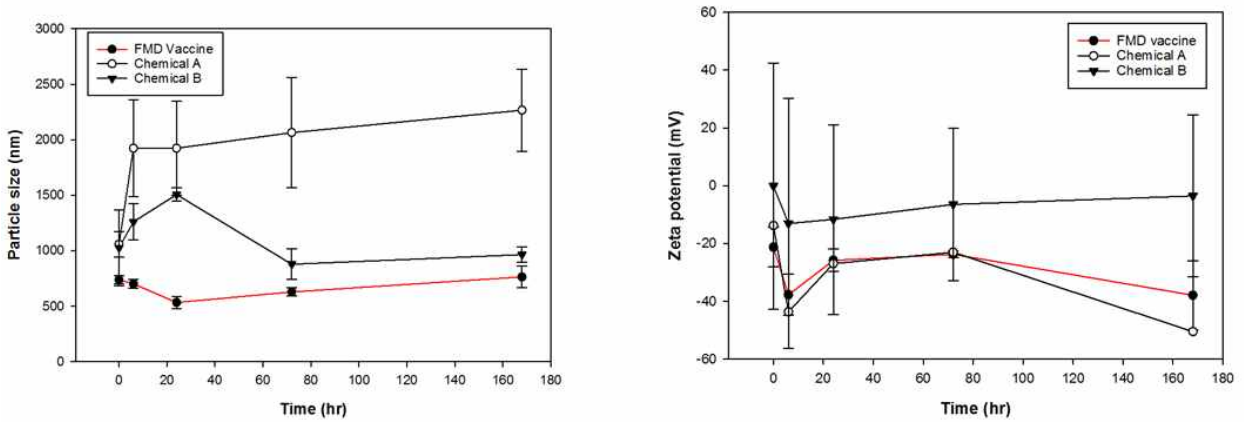 Particle size (nm)
3000
2500
2000
1500
1000
500
0
FMD Vaccine
Chemical A
Chemical B
0 20 40 60 80 100 120 140 160 180
Time (hr)
Zeta potential (mV)
60
40
20
0
-20
-40
-60
FMD vaccine
Chemical A
Chemical B
0 20 40 60 80 100 120 140 160 180
Time (hr)